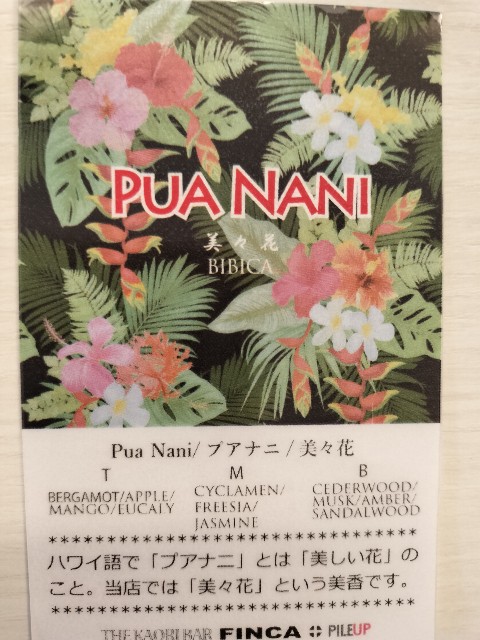 PUA NANI
美々花
BIBICA
Pua Nani/ プアナニ / 美々花
T M B
BERGAMOT/APPLE/
MANGO/EUCALY
CYCLAMEN/
FREESIA/
JASMINE
CEDERWOOD/
MUSK/AMBER/
SANDALWOOD
********************************
ハワイ語で「プアナニ」とは「美しい花」の
こと。当店では「美々花」という美香です。
********************************
THE KAORI BAR FINCA + PILEUP